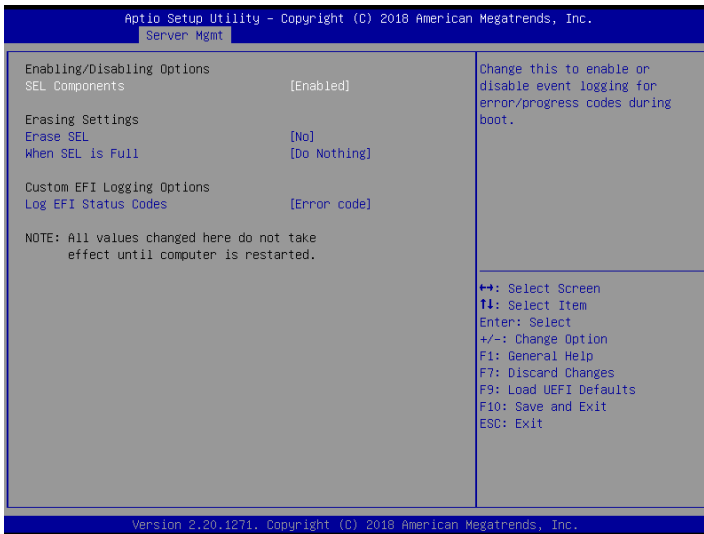 Aptio Setup Utility – Copyright (C) 2018 American Megatrends, Inc.
Server Mgmt
Enabling/Disabling Options
SEL Components [Enabled]
Erasing Settings
Erase SEL [No]
When SEL is Full [Do Nothing]
Custom EFI Logging Options
Log EFI Status Codes [Error code]
NOTE: All values changed here do not take
effect until computer is restarted.
Change this to enable or
disable event logging for
error/progress codes during
boot.
↔: Select Screen
↑↓: Select Item
Enter: Select
+/-: Change Option
F1: General Help
F7: Discard Changes
F9: Load UEFI Defaults
F10: Save and Exit
ESC: Exit
Version 2.20.1271. Copyright (C) 2018 American Megatrends, Inc.